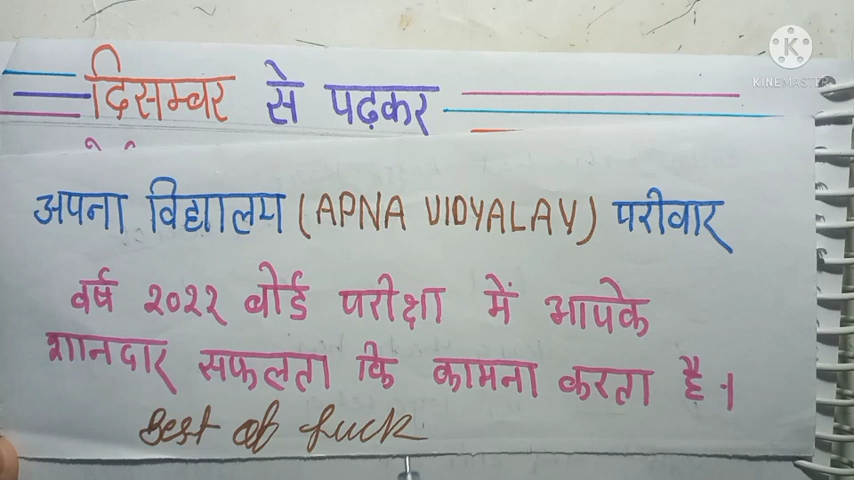 KINEMASTER
दिसम्बर से पढ़कर
अपना विद्यालय (APNA VIDYALAY) परीवार
वर्ष २०२२ बोर्ड परीक्षा में आपके
शानदार सफलता कि कामना करता है।
Best of luck